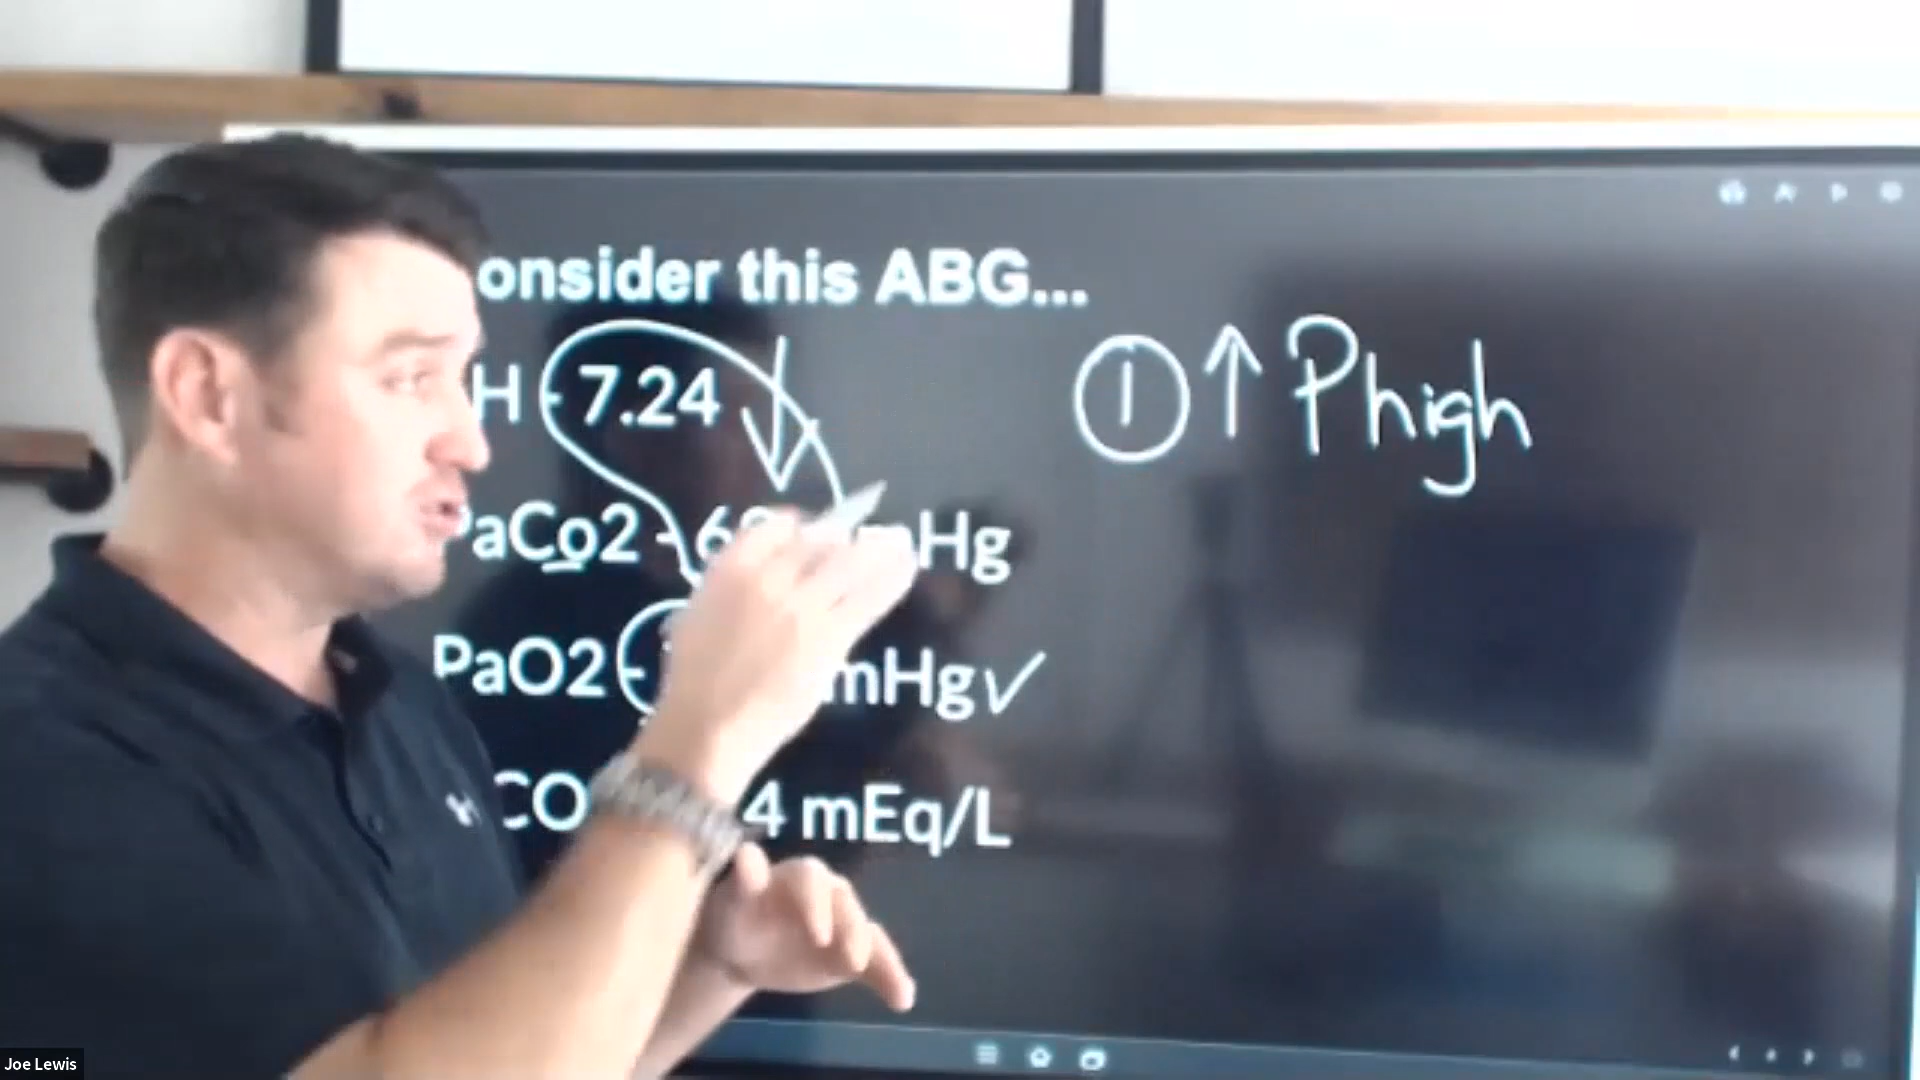 onsider this ABG...
H - 7.24
① ↑ Phigh
PaCo2 - 6 mHg
PaO2 - mHg ✓
CO 4 mEq/L
Joe Lewis